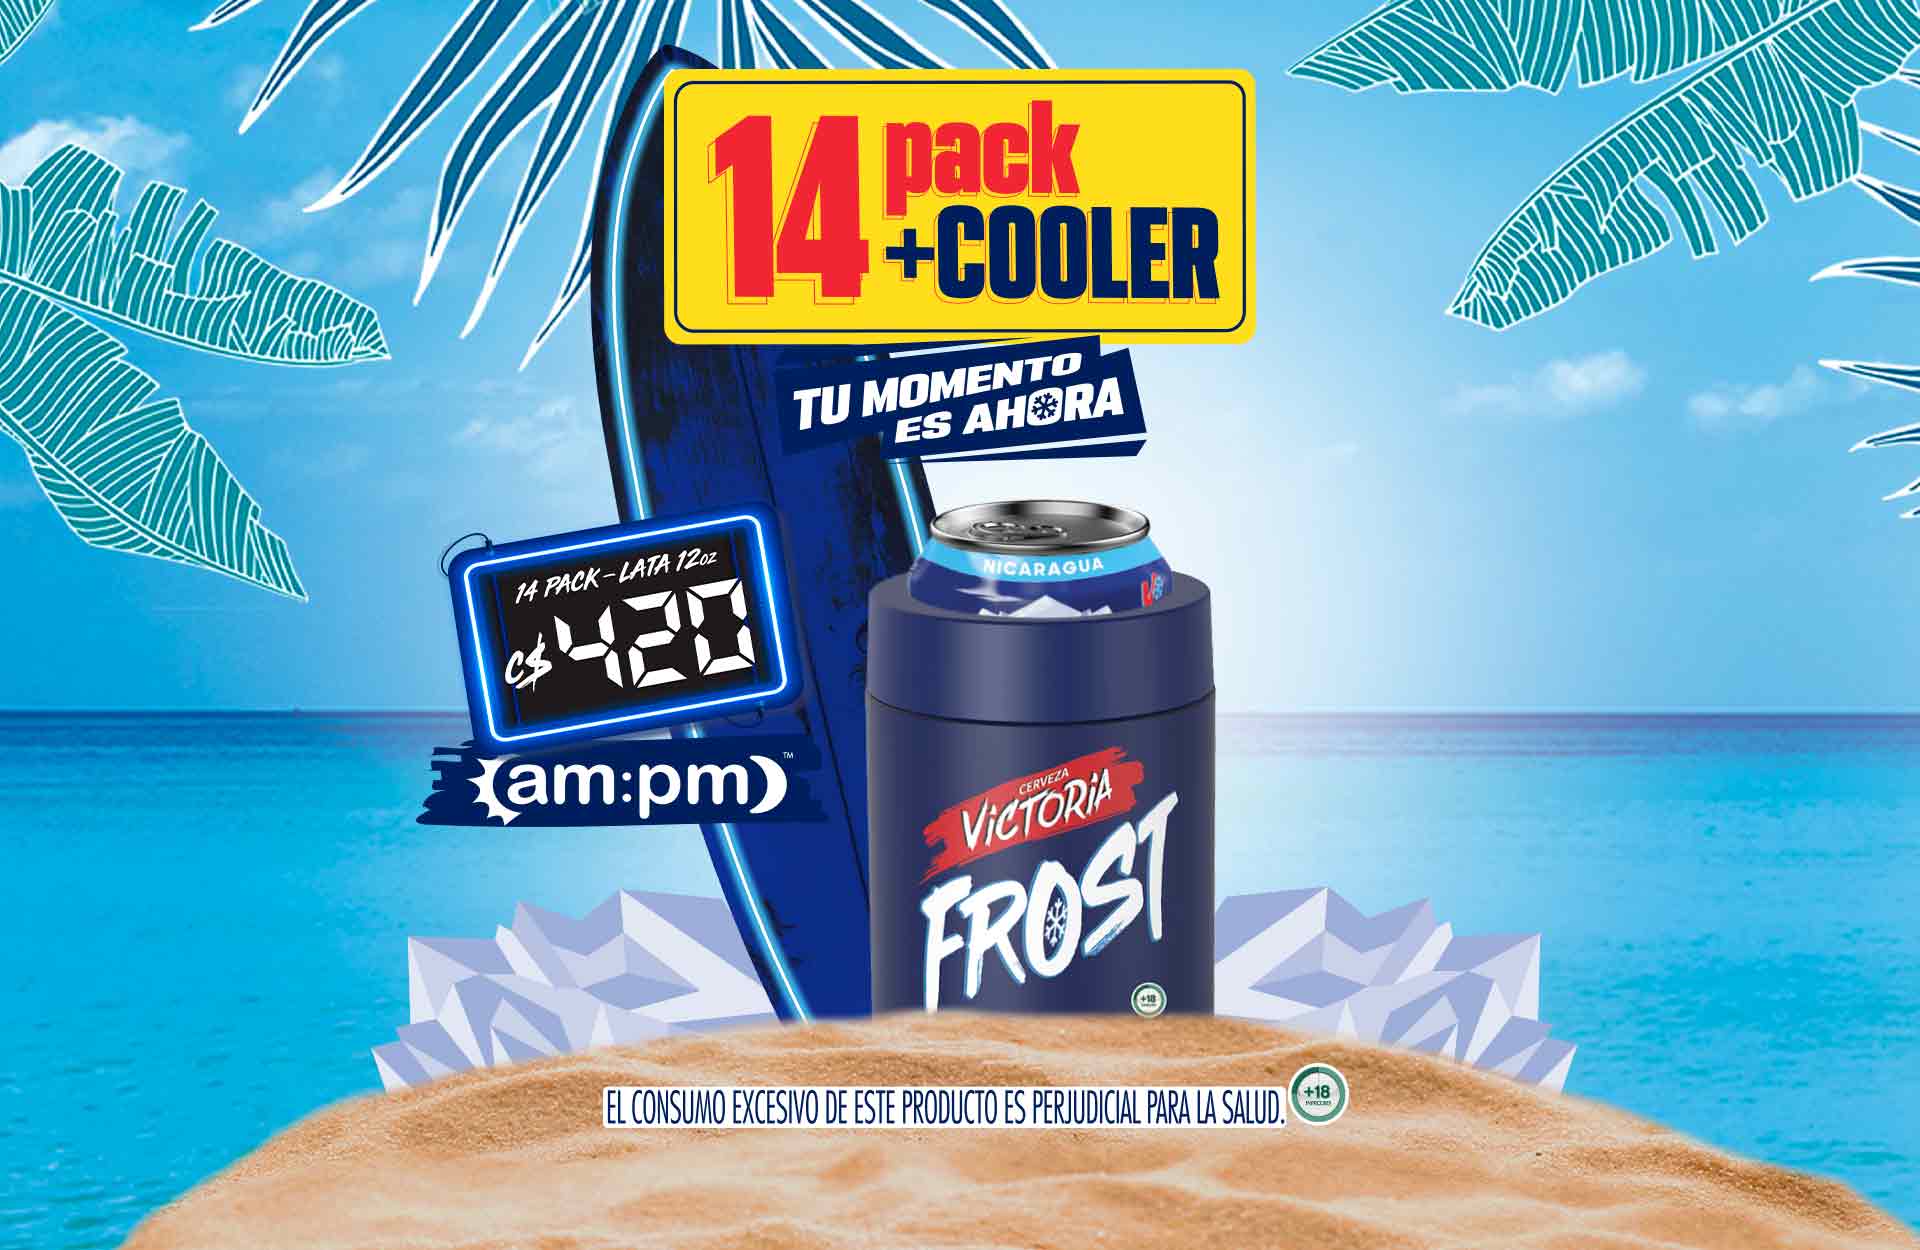 14 pack
+COOLER
TU MOMENTO
ES AHORA
14 PACK - LATA 12oz
C$ 420
(am:pm) ™
NICARAGUA
CERVEZA
VICTORIA
FROST
+18
EL CONSUMO EXCESIVO DE ESTE PRODUCTO ES PERJUDICIAL PARA LA SALUD.
+18